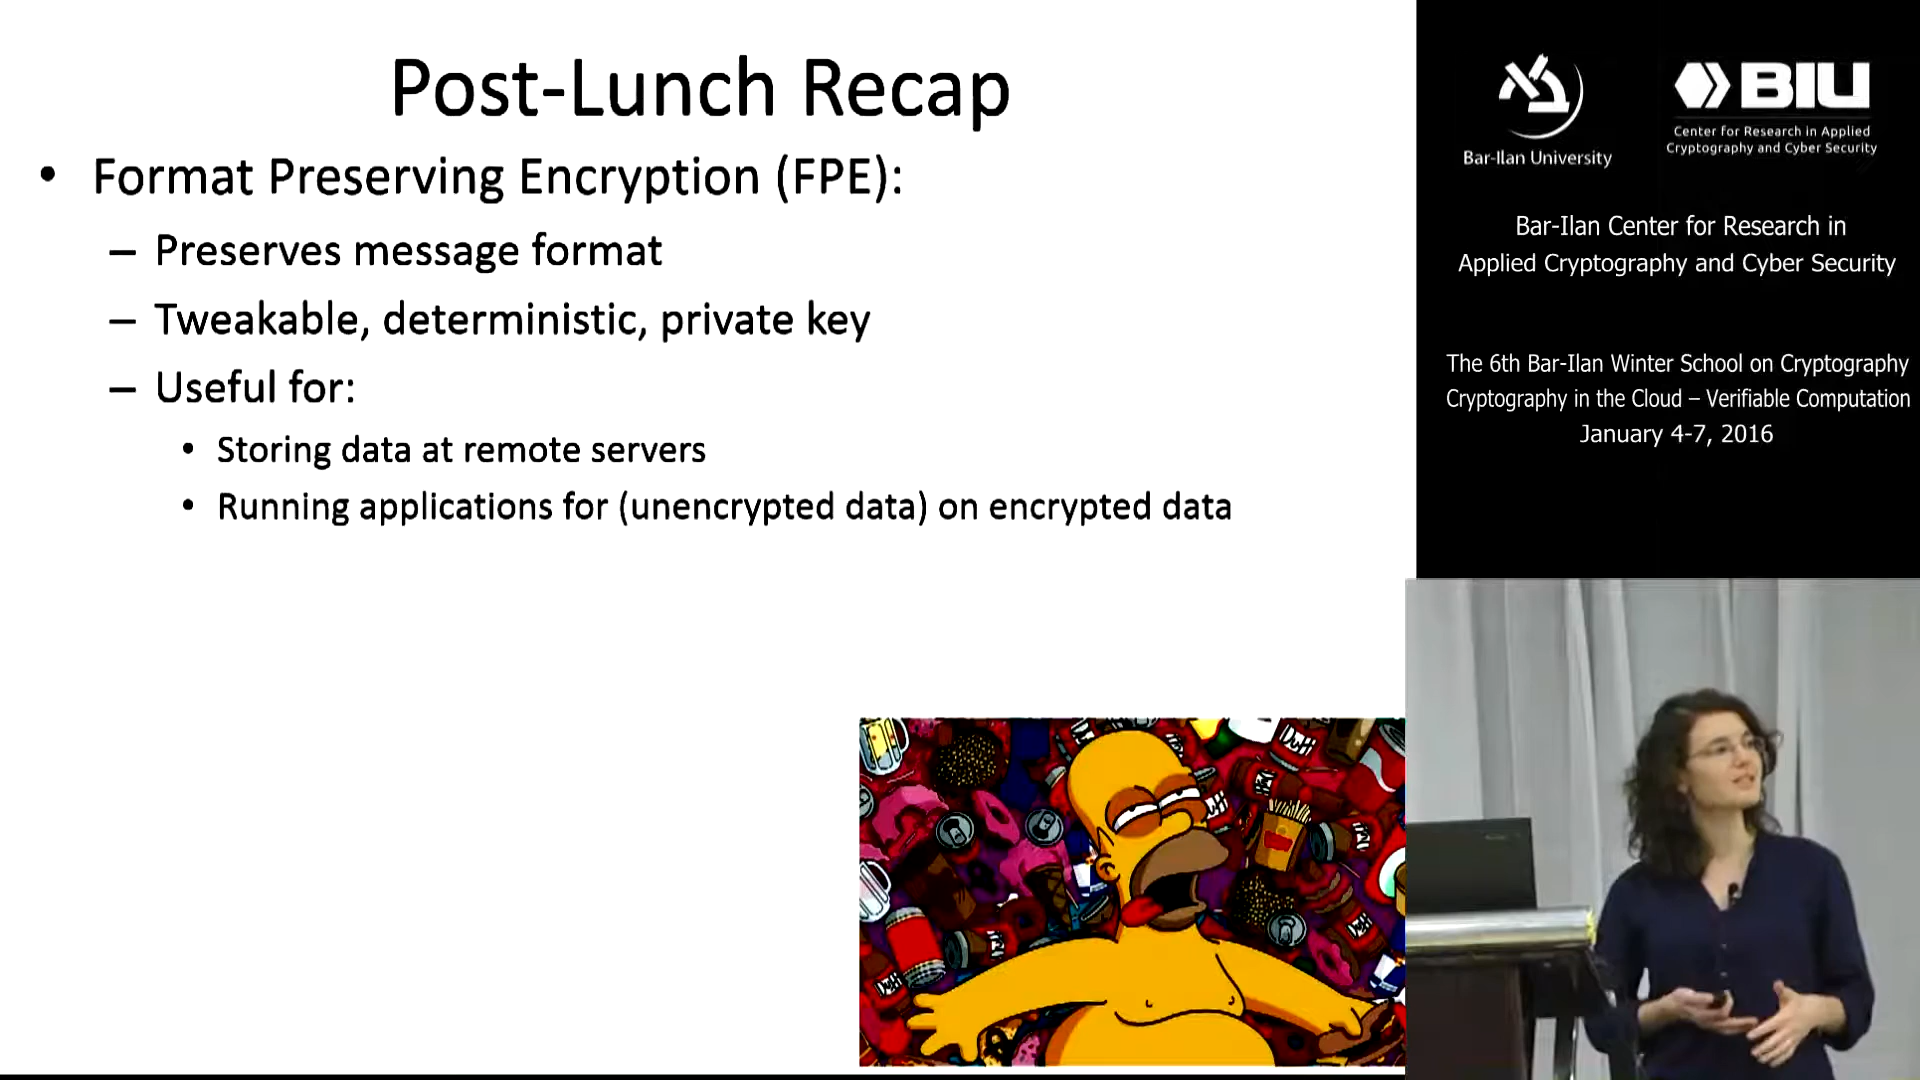 Post-Lunch Recap
• Format Preserving Encryption (FPE):
– Preserves message format
– Tweakable, deterministic, private key
– Useful for:
• Storing data at remote servers
• Running applications for (unencrypted data) on encrypted data
Bar-Ilan University
BIU
Center for Research in Applied
Cryptography and Cyber Security
Bar-Ilan Center for Research in
Applied Cryptography and Cyber Security
The 6th Bar-Ilan Winter School on Cryptography
Cryptography in the Cloud – Verifiable Computation
January 4-7, 2016
Duff
Duff